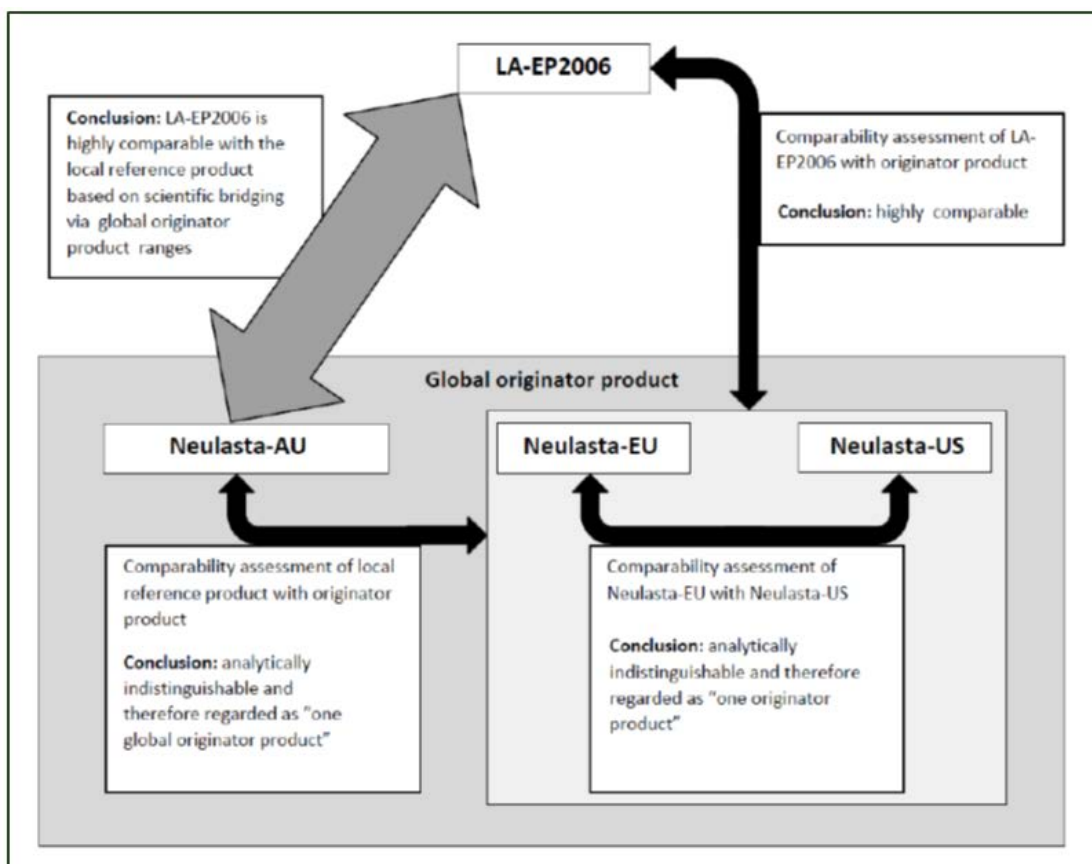 LA-EP2006
Conclusion: LA-EP2006 is
highly comparable with the
local reference product
based on scientific bridging
via global originator
product ranges
Comparability assessment of LA-
EP2006 with originator product
Conclusion: highly comparable
Global originator product
Neulasta-AU
Neulasta-EU
Neulasta-US
Comparability assessment of local
reference product with originator
product
Conclusion: analytically
indistinguishable and
therefore regarded as "one
global originator product"
Comparability assessment of
Neulasta-EU with Neulasta-US
Conclusion: analytically
indistinguishable and therefore
regarded as "one originator
product"